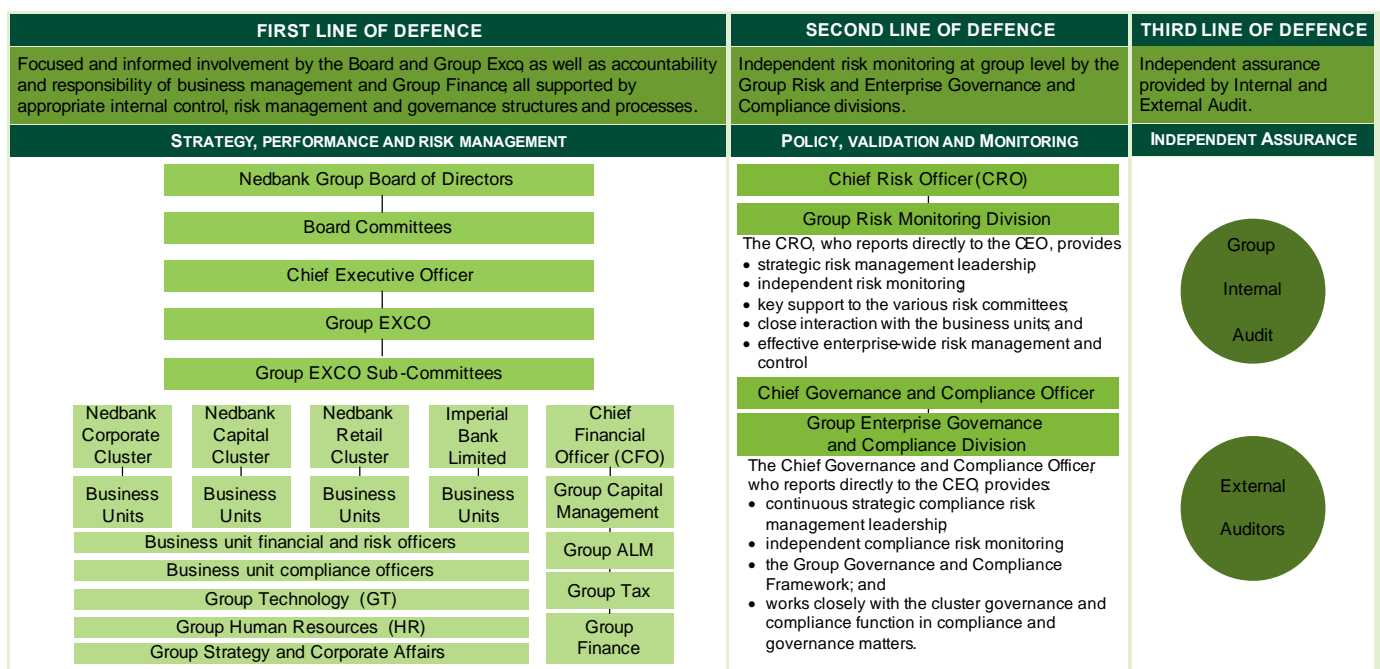 FIRST LINE OF DEFENCE
Focused and informed involvement by the Board and Group Exco, as well as accountability
and responsibility of business management and Group Finance, all supported by
appropriate internal control, risk management and governance structures and processes.
STRATEGY, PERFORMANCE AND RISK MANAGEMENT
Nedbank Group Board of Directors
Board Committees
Chief Executive Officer
Group EXCO
Group EXCO Sub-Committees
Nedbank
Corporate
Cluster
Business
Units
Nedbank
Capital
Cluster
Business
Units
Nedbank
Retail
Cluster
Business
Units
Imperial
Bank
Limited
Business
Units
Chief
Financial
Officer (CFO)
Group Capital
Management
Group ALM
Group Tax
Group
Finance
Business unit financial and risk officers
Business unit compliance officers
Group Technology (GT)
Group Human Resources (HR)
Group Strategy and Corporate Affairs
SECOND LINE OF DEFENCE
Independent risk monitoring at group level by the
Group Risk and Enterprise Governance and
Compliance divisions.
POLICY, VALIDATION AND MONITORING
Chief Risk Officer (CRO)
Group Risk Monitoring Division
The CRO, who reports directly to the CEO, provides
• strategic risk management leadership;
• independent risk monitoring;
• key support to the various risk committees;
• close interaction with the business units; and
• effective enterprise-wide risk management and
control
Chief Governance and Compliance Officer
Group Enterprise Governance
and Compliance Division
The Chief Governance and Compliance Officer,
who reports directly to the CEO, provides:
• continuous strategic compliance risk
management leadership;
• independent compliance risk monitoring
• the Group Governance and Compliance
Framework; and
• works closely with the cluster governance and
compliance function in compliance and
governance matters.
THIRD LINE OF DEFENCE
Independent assurance
provided by Internal and
External Audit.
INDEPENDENT ASSURANCE
Group
Internal
Audit
External
Auditors